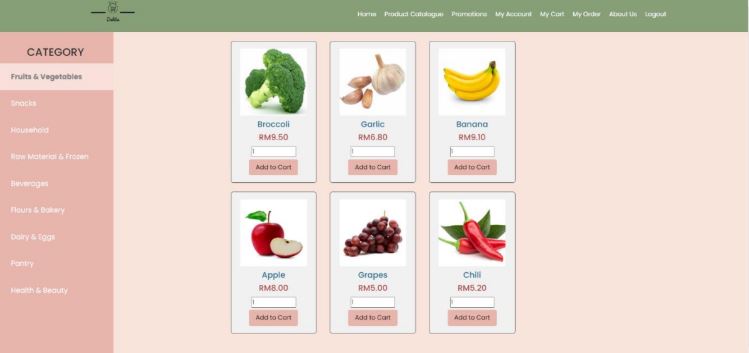 Home Product Catalogue Promotions My Account My Cart My Order About Us Logout
CATEGORY
Fruits & Vegetables
Snacks
Household
Raw Material & Frozen
Beverages
Flours & Bakery
Dairy & Eggs
Pantry
Health & Beauty
Broccoli
RM9.50
1
Add to Cart
Garlic
RM6.80
1
Add to Cart
Banana
RM9.10
1
Add to Cart
Apple
RM8.00
1
Add to Cart
Grapes
RM5.00
1
Add to Cart
Chili
RM5.20
1
Add to Cart